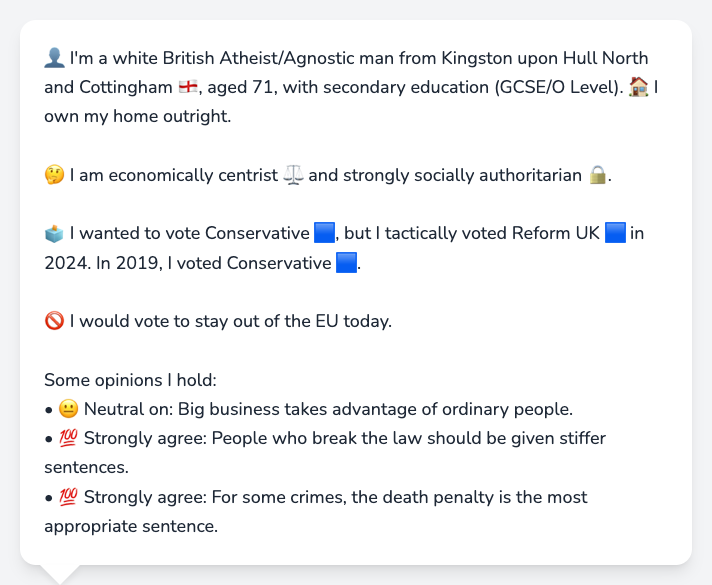 👤 I'm a white British Atheist/Agnostic man from Kingston upon Hull North
and Cottingham 🏴󠁧󠁢󠁥󠁮󠁧󠁿, aged 71, with secondary education (GCSE/O Level). 🏠 I
own my home outright.
🤔 I am economically centrist ⚖️ and strongly socially authoritarian 🔒.
🗳️ I wanted to vote Conservative 🟦, but I tactically voted Reform UK 🟦 in
2024. In 2019, I voted Conservative 🟦.
🚫 I would vote to stay out of the EU today.
Some opinions I hold:
• 😐 Neutral on: Big business takes advantage of ordinary people.
• 💯 Strongly agree: People who break the law should be given stiffer
sentences.
• 💯 Strongly agree: For some crimes, the death penalty is the most
appropriate sentence.